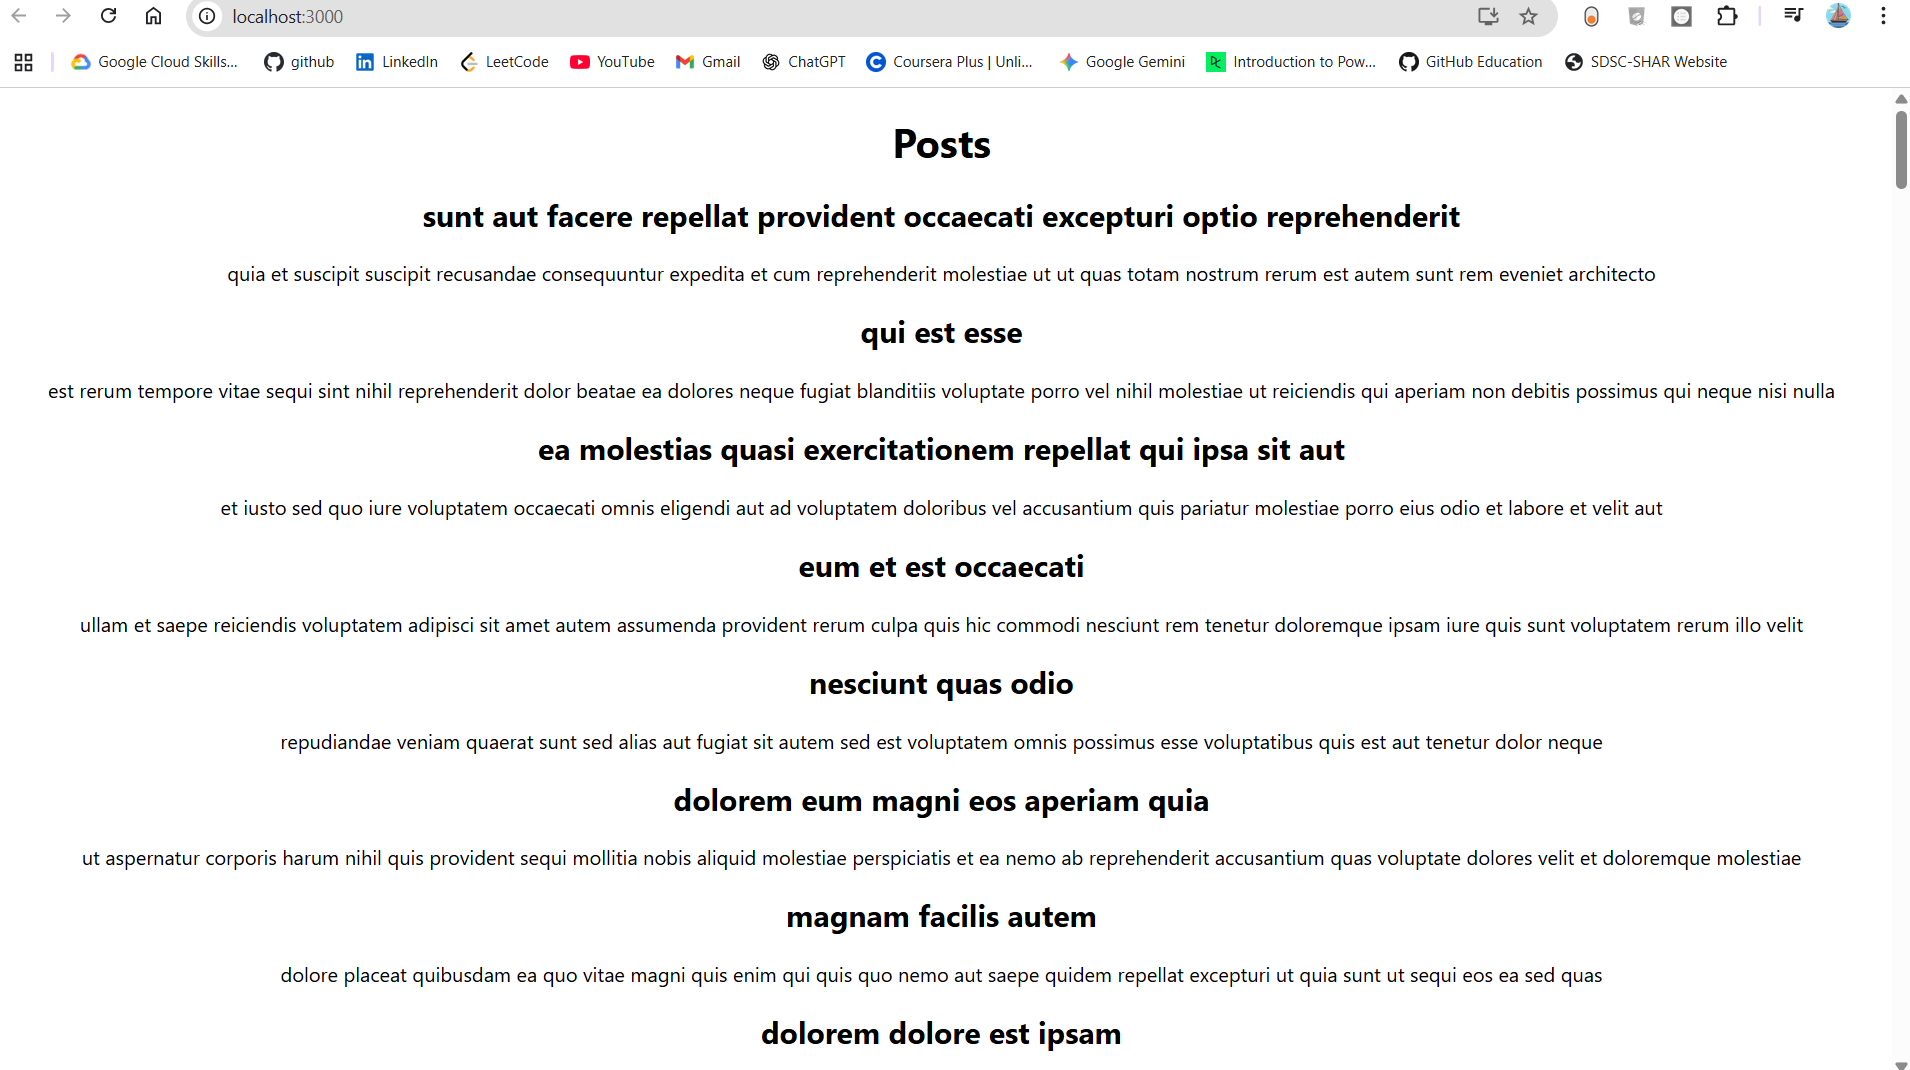 localhost:3000
Google Cloud Skills... github LinkedIn LeetCode YouTube Gmail ChatGPT Coursera Plus | Unli... Google Gemini Introduction to Pow... GitHub Education SDSC-SHAR Website
Posts
sunt aut facere repellat provident occaecati excepturi optio reprehenderit
quia et suscipit suscipit recusandae consequuntur expedita et cum reprehenderit molestiae ut ut quas totam nostrum rerum est autem sunt rem eveniet architecto
qui est esse
est rerum tempore vitae sequi sint nihil reprehenderit dolor beatae ea dolores neque fugiat blanditiis voluptate porro vel nihil molestiae ut reiciendis qui aperiam non debitis possimus qui neque nisi nulla
ea molestias quasi exercitationem repellat qui ipsa sit aut
et iusto sed quo iure voluptatem occaecati omnis eligendi aut ad voluptatem doloribus vel accusantium quis pariatur molestiae porro eius odio et labore et velit aut
eum et est occaecati
ullam et saepe reiciendis voluptatem adipisci sit amet autem assumenda provident rerum culpa quis hic commodi nesciunt rem tenetur doloremque ipsam iure quis sunt voluptatem rerum illo velit
nesciunt quas odio
repudiandae veniam quaerat sunt sed alias aut fugiat sit autem sed est voluptatem omnis possimus esse voluptatibus quis est aut tenetur dolor neque
dolorem eum magni eos aperiam quia
ut aspernatur corporis harum nihil quis provident sequi mollitia nobis aliquid molestiae perspiciatis et ea nemo ab reprehenderit accusantium quas voluptate dolores velit et doloremque molestiae
magnam facilis autem
dolore placeat quibusdam ea quo vitae magni quis enim qui quis quo nemo aut saepe quidem repellat excepturi ut quia sunt ut sequi eos ea sed quas
dolorem dolore est ipsam